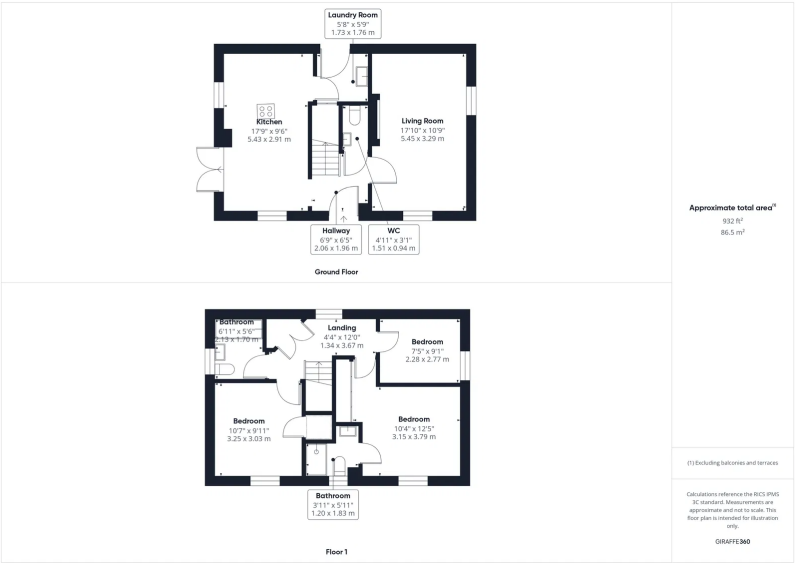 Laundry Room
5'8" x 5'9"
1.73 x 1.76 m
Kitchen
17'9" x 9'6"
5.43 x 2.91 m
Living Room
17'10" x 10'9"
5.45 x 3.29 m
Hallway
6'9" x 6'5"
2.06 x 1.96 m
WC
4'11" x 3'1"
1.51 x 0.94 m
Ground Floor
Bathroom
6'11" x 5'6"
2.13 x 1.70 m
Landing
4'4" x 12'0"
1.34 x 3.67 m
Bedroom
7'5" x 9'1"
2.28 x 2.77 m
Bedroom
10'7" x 9'11"
3.25 x 3.03 m
Bedroom
10'4" x 12'5"
3.15 x 3.79 m
Bathroom
3'11" x 5'11"
1.20 x 1.83 m
Floor 1
Approximate total area(1)
932 ft²
86.5 m²
(1) Excluding balconies and terraces
Calculations reference the RICS IPMS
3C standard. Measurements are
approximate and not to scale. This
floor plan is intended for illustration
only.
GIRAFFE360